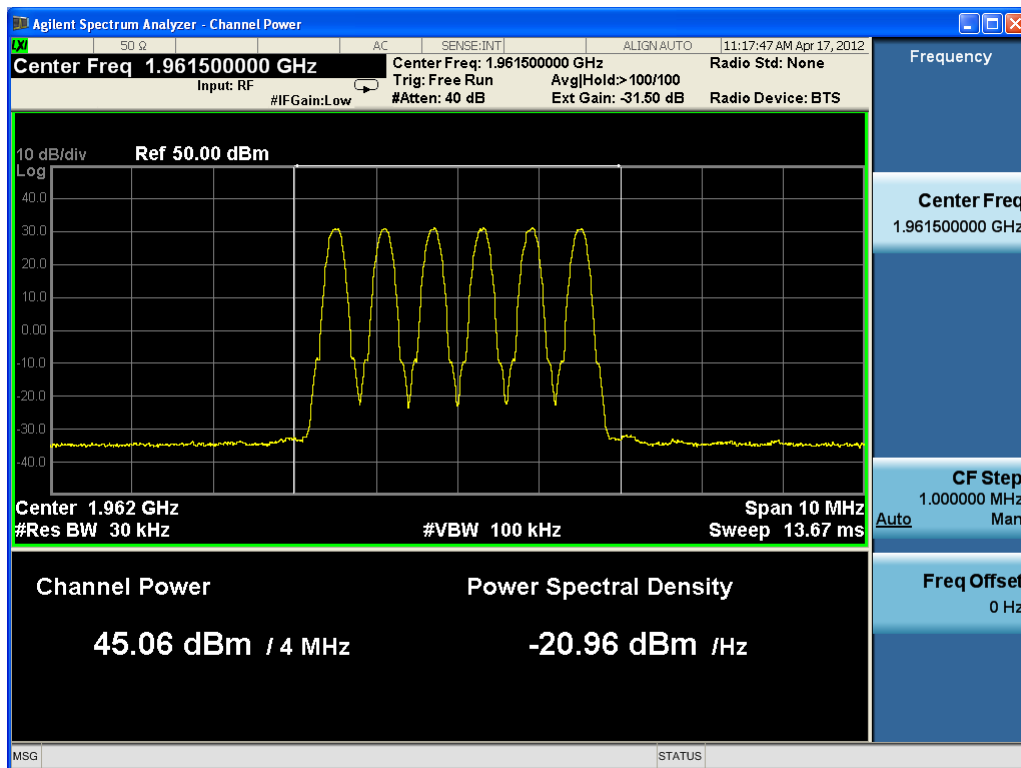 Agilent Spectrum Analyzer - Channel Power
LXI 50 Ω AC SENSE:INT ALIGN AUTO 11:17:47 AM Apr 17, 2012
Center Freq 1.961500000 GHz Center Freq: 1.961500000 GHz Radio Std: None
Input: RF Trig: Free Run Avg|Hold:>100/100
#IFGain:Low #Atten: 40 dB Ext Gain: -31.50 dB Radio Device: BTS
10 dB/div Ref 50.00 dBm
Log
40.0
30.0
20.0
10.0
0.00
-10.0
-20.0
-30.0
-40.0
Center 1.962 GHz Span 10 MHz
#Res BW 30 kHz #VBW 100 kHz Sweep 13.67 ms
Channel Power Power Spectral Density
45.06 dBm / 4 MHz -20.96 dBm /Hz
Frequency
Center Freq
1.961500000 GHz
CF Step
1.000000 MHz
Auto Man
Freq Offset
0 Hz
MSG STATUS